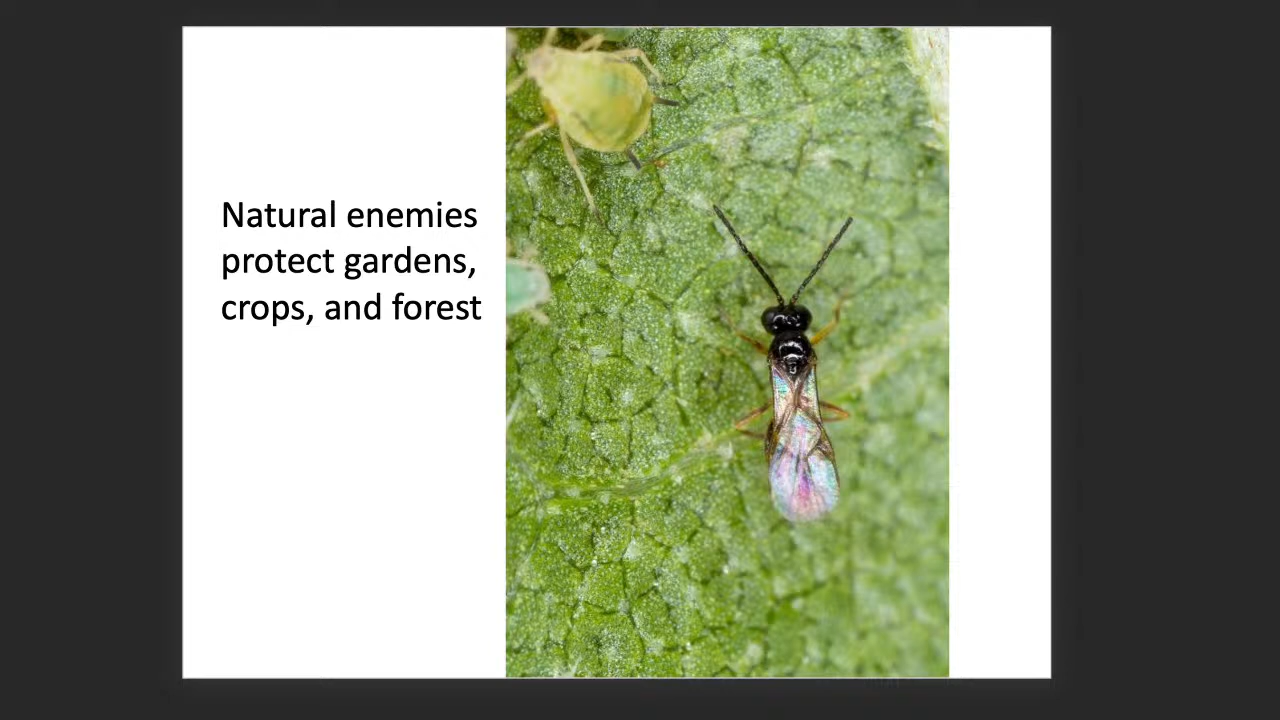 Natural enemies
protect gardens,
crops, and forest